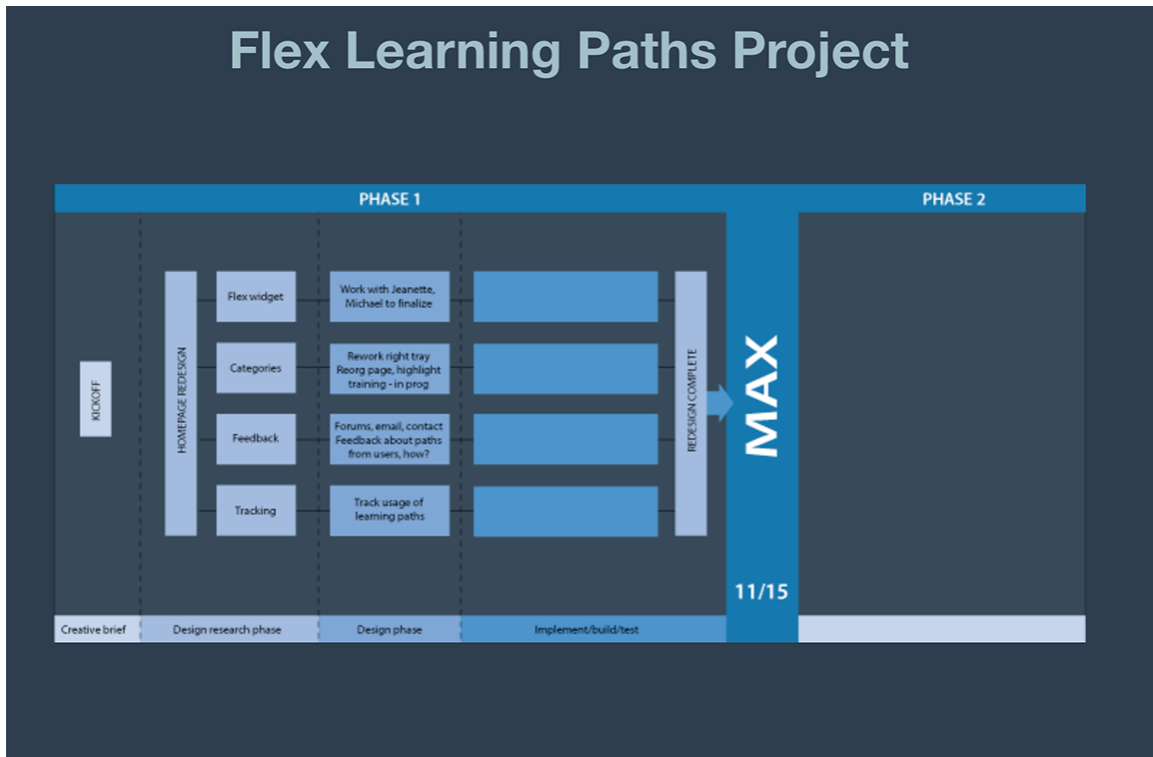 Flex Learning Paths Project
PHASE 1
PHASE 2
KICKOFF
HOMEPAGE REDESIGN
Flex widget
Work with Jeanette,
Michael to finalize
Categories
Rework right tray
Reorg page, highlight
training - in prog
Feedback
Forums, email, contact
Feedback about paths
from users, how?
Tracking
Track usage of
learning paths
REDESIGN COMPLETE
MAX
11/15
Creative brief
Design research phase
Design phase
Implement/build/test